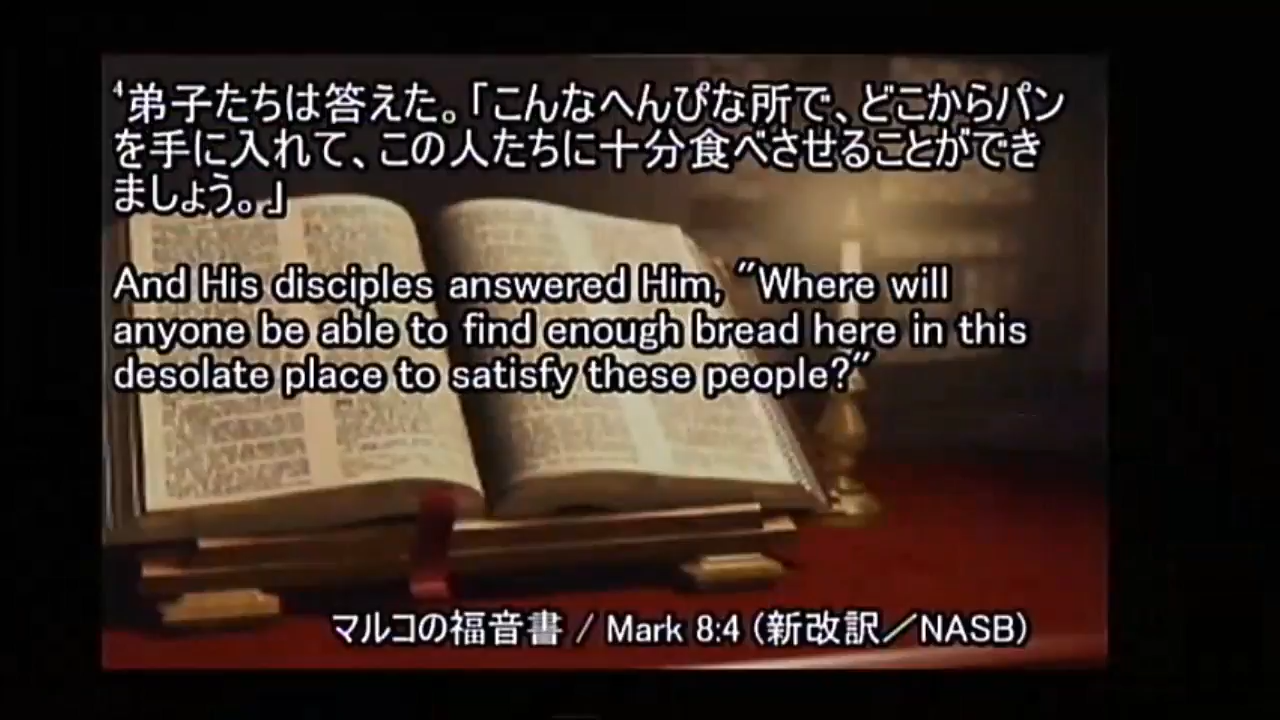 ⁴弟子たちは答えた。「こんなへんぴな所で、どこからパン
を手に入れて、この人たちに十分食べさせることができ
ましょう。」
And His disciples answered Him, "Where will
anyone be able to find enough bread here in this
desolate place to satisfy these people?"
マルコの福音書 / Mark 8:4 (新改訳／NASB)